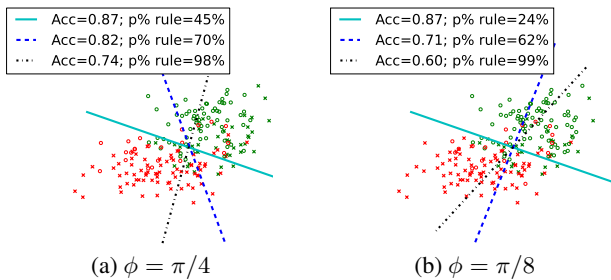 Acc=0.87; p% rule=45%
Acc=0.82; p% rule=70%
Acc=0.74; p% rule=98%
(a) ϕ = π/4
Acc=0.87; p% rule=24%
Acc=0.71; p% rule=62%
Acc=0.60; p% rule=99%
(b) ϕ = π/8